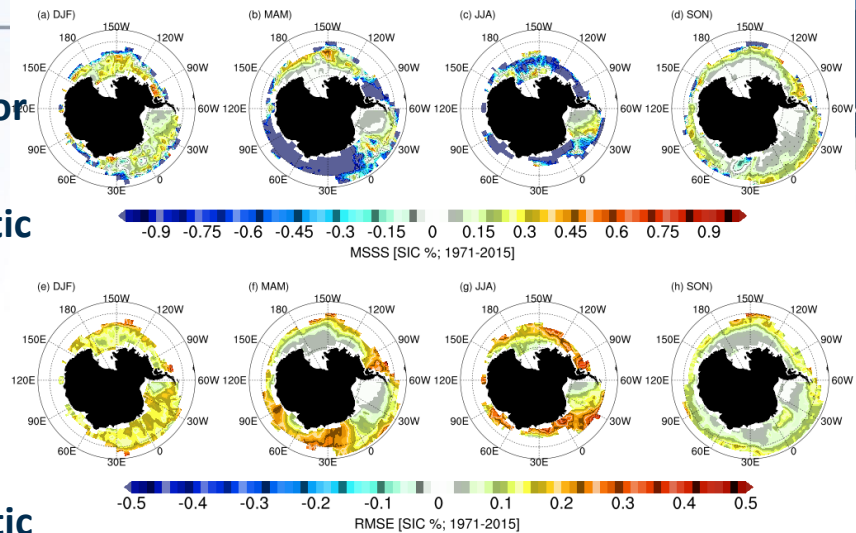 (a) DJF)
(b) MAM)
(c) JJA)
(d) SON)
150W
150W
150W
150W
180
120W
180
120W
180
120W
180
120W
150E
90W
150E
90W
150E
90W
150E
90W
or
120E
60W
120E
60W
120E
60W
120E
60W
90E
30W
90E
30W
90E
30W
90E
30W
60E
0
60E
0
60E
0
60E
0
30E
30E
30E
30E
tic
-0.9 -0.75 -0.6 -0.45 -0.3 -0.15 0 0.15 0.3 0.45 0.6 0.75 0.9
MSSS [SIC %; 1971-2015]
(e) DJF)
(f) MAM)
(g) JJA)
(h) SON)
150W
150W
150W
150W
180
120W
180
120W
180
120W
180
120W
150E
90W
150E
90W
150E
90W
150E
90W
120E
60W
120E
60W
120E
60W
120E
60W
90E
30W
90E
30W
90E
30W
90E
30W
60E
0
60E
0
60E
0
60E
0
30E
30E
30E
30E
-0.5 -0.4 -0.3 -0.2 -0.1 0 0.1 0.2 0.3 0.4 0.5
RMSE [SIC %; 1971-2015]
tic